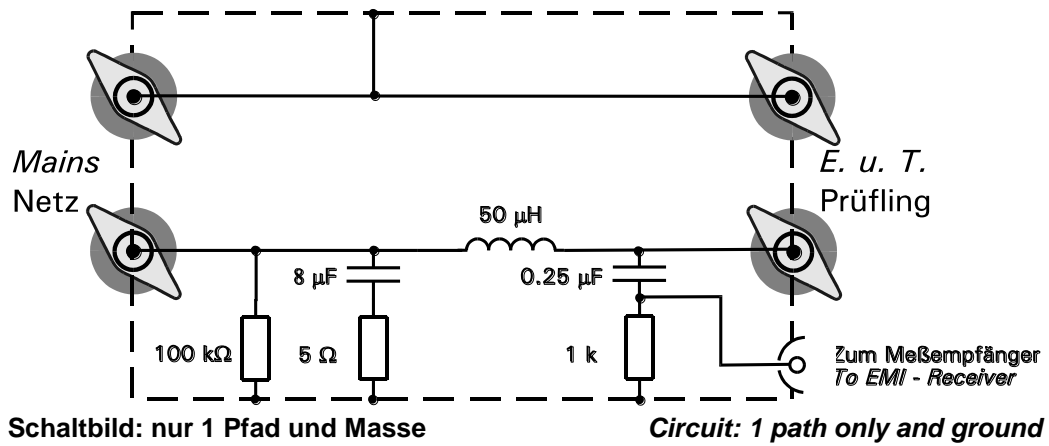 Mains
Netz
E. u. T.
Prüfling
50 µH
8 µF
0.25 µF
100 kΩ
5 Ω
1 k
Zum Meßempfänger
To EMI - Receiver
Schaltbild: nur 1 Pfad und Masse
Circuit: 1 path only and ground